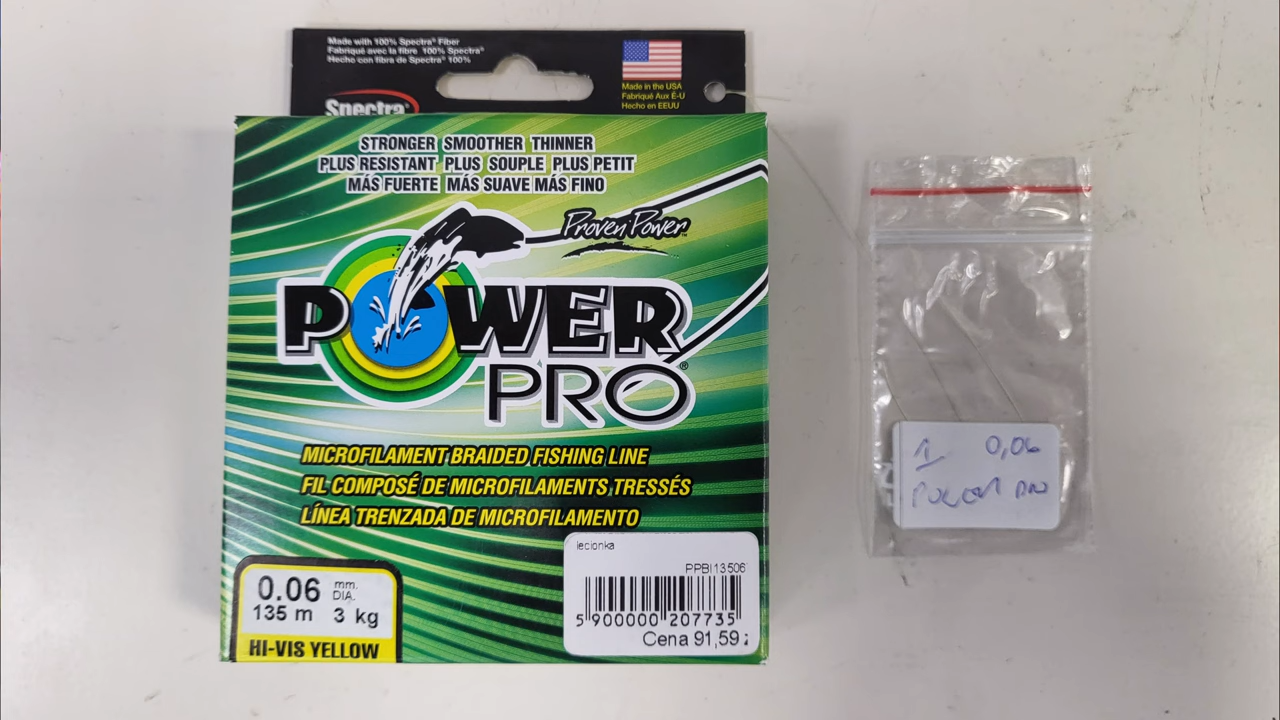 Made with 100% Spectra® Fiber
Fabriqué avec la fibre 100% Spectra®
Hecho con fibra de Spectra® 100%
Spectra®
Made in the USA
Fabriqué Aux É-U
Hecho en EEUU
STRONGER SMOOTHER THINNER
PLUS RESISTANT PLUS SOUPLE PLUS PETIT
MÁS FUERTE MÁS SUAVE MÁS FINO
Proven Power™
POWER
PRO®
MICROFILAMENT BRAIDED FISHING LINE
FIL COMPOSÉ DE MICROFILAMENTS TRESSÉS
LÍNEA TRENZADA DE MICROFILAMENTO
0.06 mm. DIA.
135 m 3 kg
HI-VIS YELLOW
lecionka
PPBI13506
5 900000 207735
Cena 91,59
1 0,06
POWER PRO